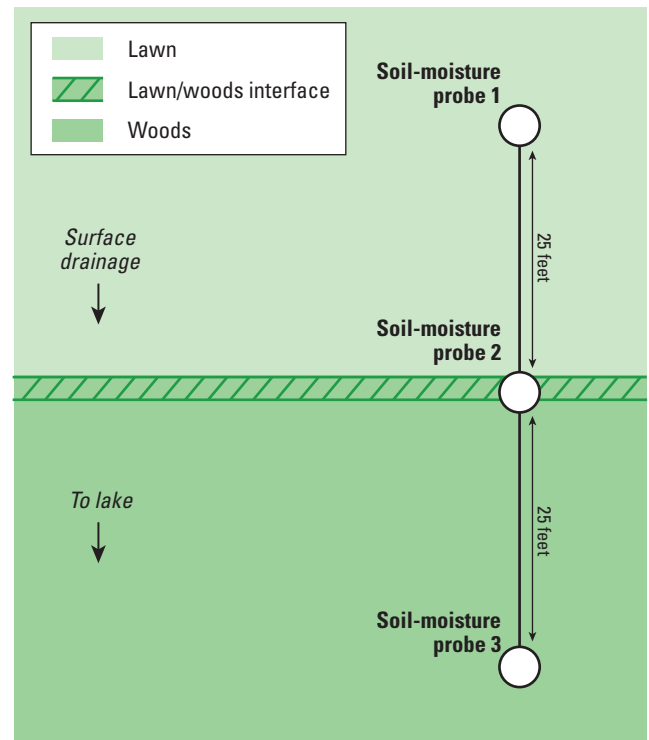 Lawn
Lawn/woods interface
Woods
Soil-moisture
probe 1
25 feet
Surface
drainage
Soil-moisture
probe 2
To lake
25 feet
Soil-moisture
probe 3